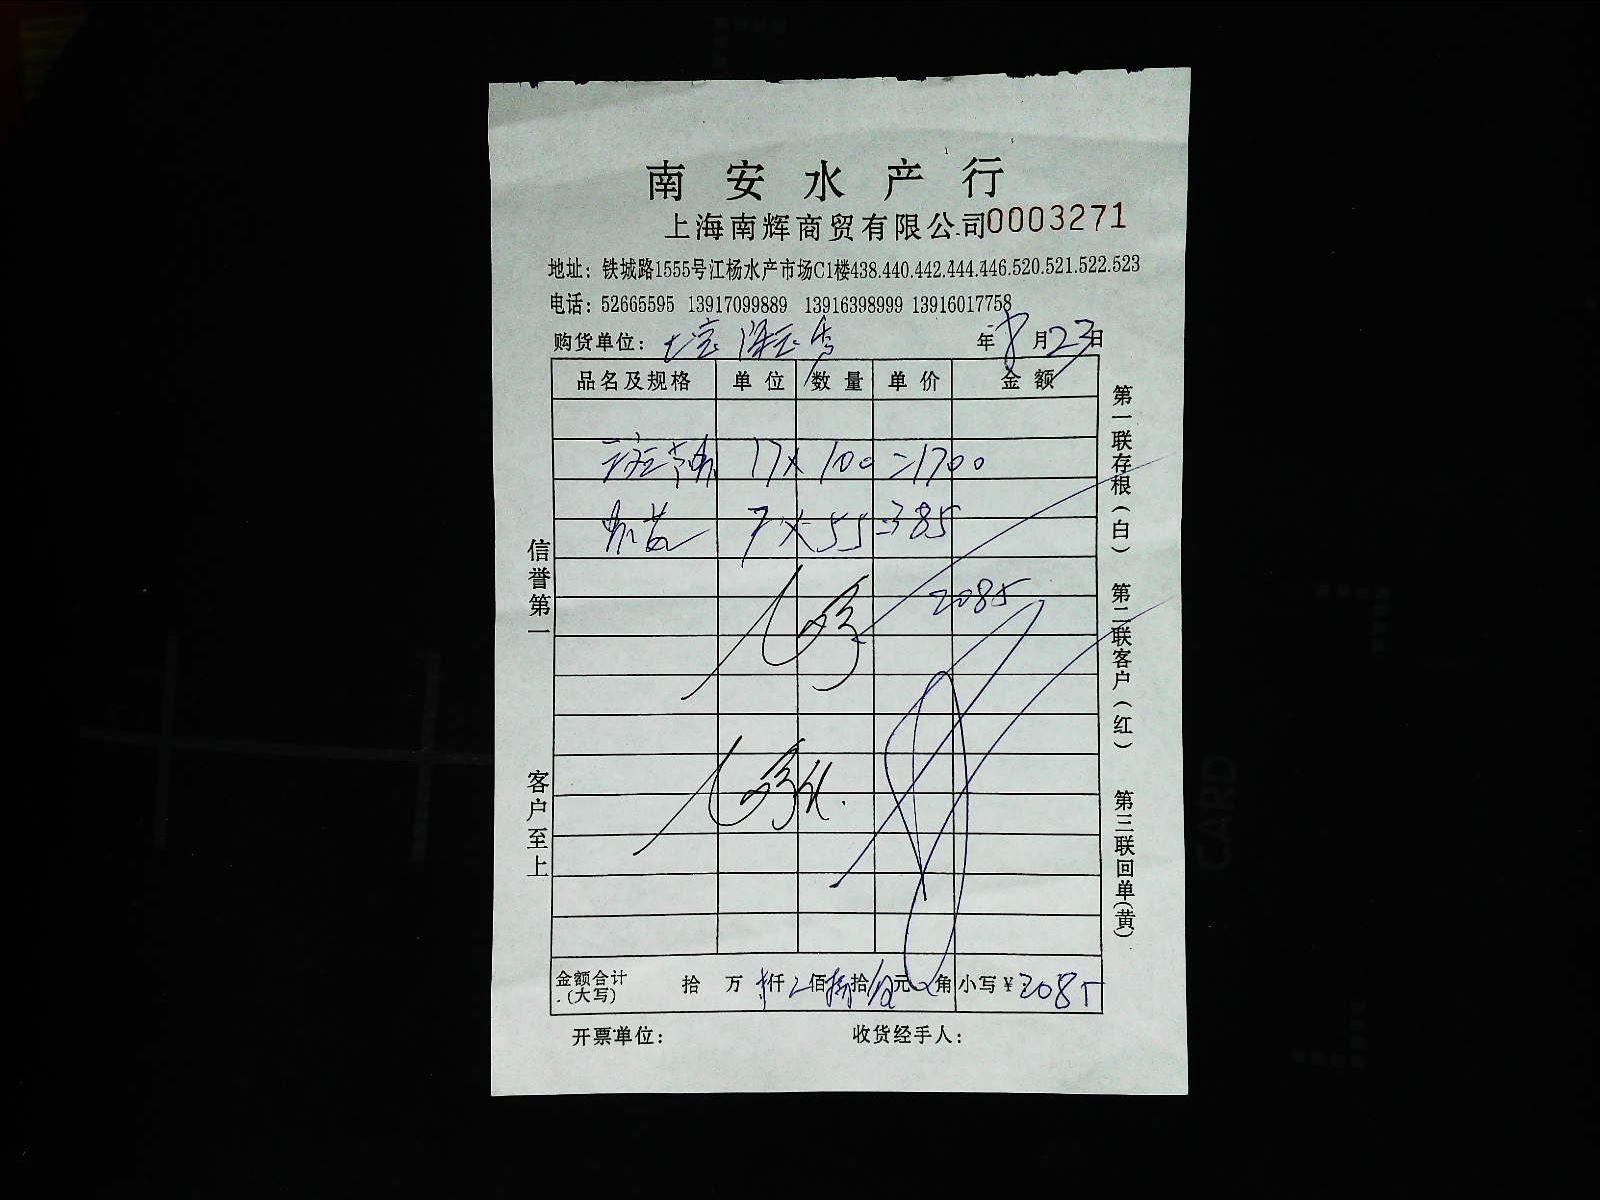 南安水产行
上海南辉商贸有限公司0003271
地址：铁城路1555号江杨水产市场C1楼438.440.442.444.446.520.521.522.523
电话：52665595 13917099889 13916398999 13916017758
购货单位：
年8月23日
品名及规格 单位 数量 单价 金额
17×100=1700
7×55=385
2085
信誉第一
客户至上
第一联存根(白) 第二联客户(红) 第三联回单(黄)
金额合计(大写) 拾 万 仟 佰 拾 元 角 小写¥2085
开票单位： 收货经手人：